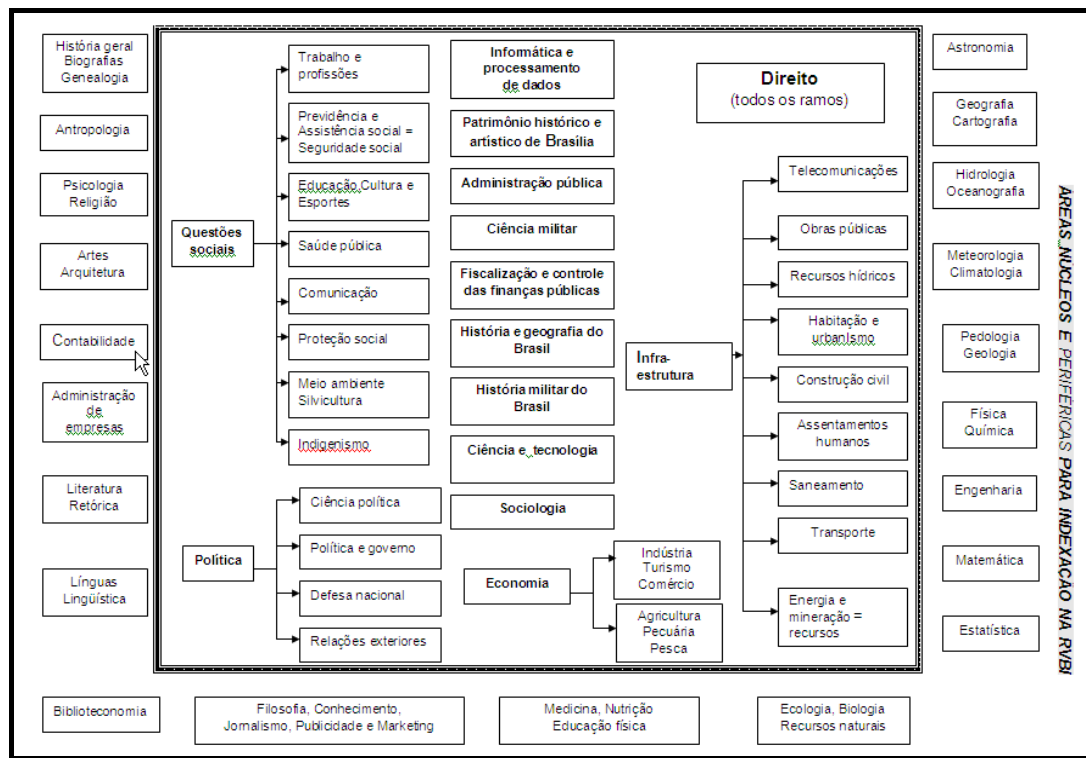 História geral
Biografias
Genealogia
Antropologia
Psicologia
Religião
Artes
Arquitetura
Contabilidade
Administração
de
empresas
Literatura
Retórica
Línguas
Lingüística
Questões
sociais
Trabalho e
profissões
Previdência e
Assistência social =
Seguridade social
Educação,Cultura e
Esportes
Saúde pública
Comunicação
Proteção social
Meio ambiente
Silvicultura
Indigenismo
Política
Ciência política
Política e governo
Defesa nacional
Relações exteriores
Informática e
processamento
de dados
Patrimônio histórico e
artístico de Brasília
Administração pública
Ciência militar
Fiscalização e controle
das finanças públicas
História e geografia do
Brasil
História militar do
Brasil
Ciência e tecnologia
Sociologia
Economia
Indústria
Turismo
Comércio
Agricultura
Pecuária
Pesca
Direito
(todos os ramos)
Infra-
estrutura
Telecomunicações
Obras públicas
Recursos hídricos
Habitação e
urbanIsmo
Construção civil
Assentamentos
humanos
Saneamento
Transporte
Energia e
mineração =
recursos
Astronomia
Geografia
Cartografia
Hidrologia
Oceanografia
Meteorologia
Climatologia
Pedologia
Geologia
Física
Química
Engenharia
Matemática
Estatística
ÁREAS NÚCLEOS E PERIFÉRICAS PARA INDEXAÇÃO NA RVBI
Biblioteconomia
Filosofia, Conhecimento,
Jornalismo, Publicidade e Marketing
Medicina, Nutrição
Educação física
Ecologia, Biologia
Recursos naturais